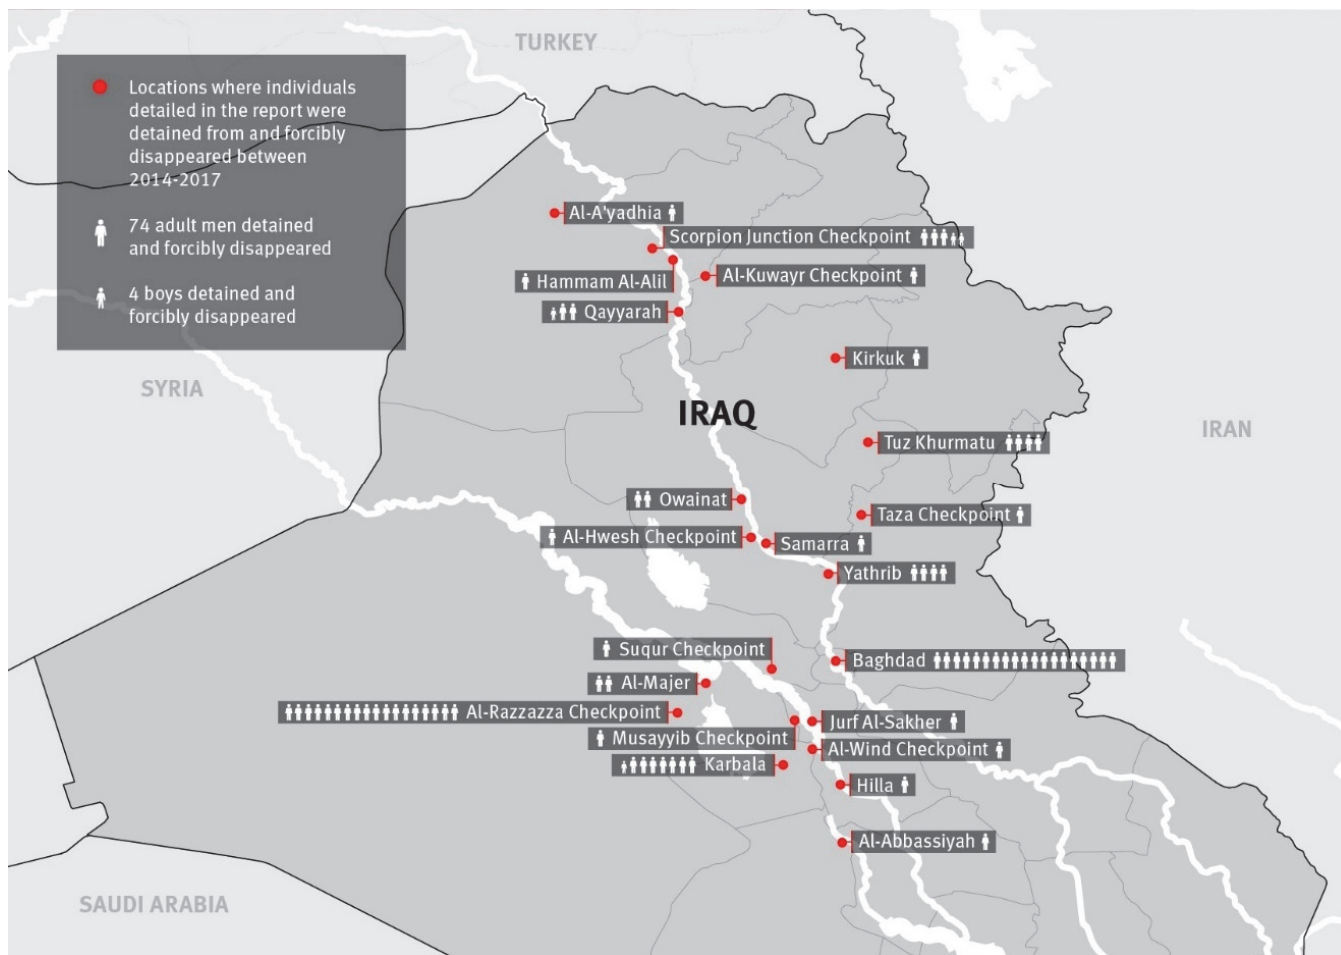 TURKEY
Locations where individuals
detailed in the report were
detained from and forcibly
disappeared between
2014-2017
74 adult men detained
and forcibly disappeared
4 boys detained and
forcibly disappeared
Al-A'yadhia
Scorpion Junction Checkpoint
Hammam Al-Alil
Al-Kuwayr Checkpoint
Qayyarah
Kirkuk
SYRIA
IRAQ
IRAN
Tuz Khurmatu
Owainat
Taza Checkpoint
Al-Hwesh Checkpoint
Samarra
Yathrib
Suqur Checkpoint
Baghdad
Al-Majer
Al-Razzazza Checkpoint
Jurf Al-Sakher
Musayyib Checkpoint
Al-Wind Checkpoint
Karbala
Hilla
Al-Abbassiyah
SAUDI ARABIA